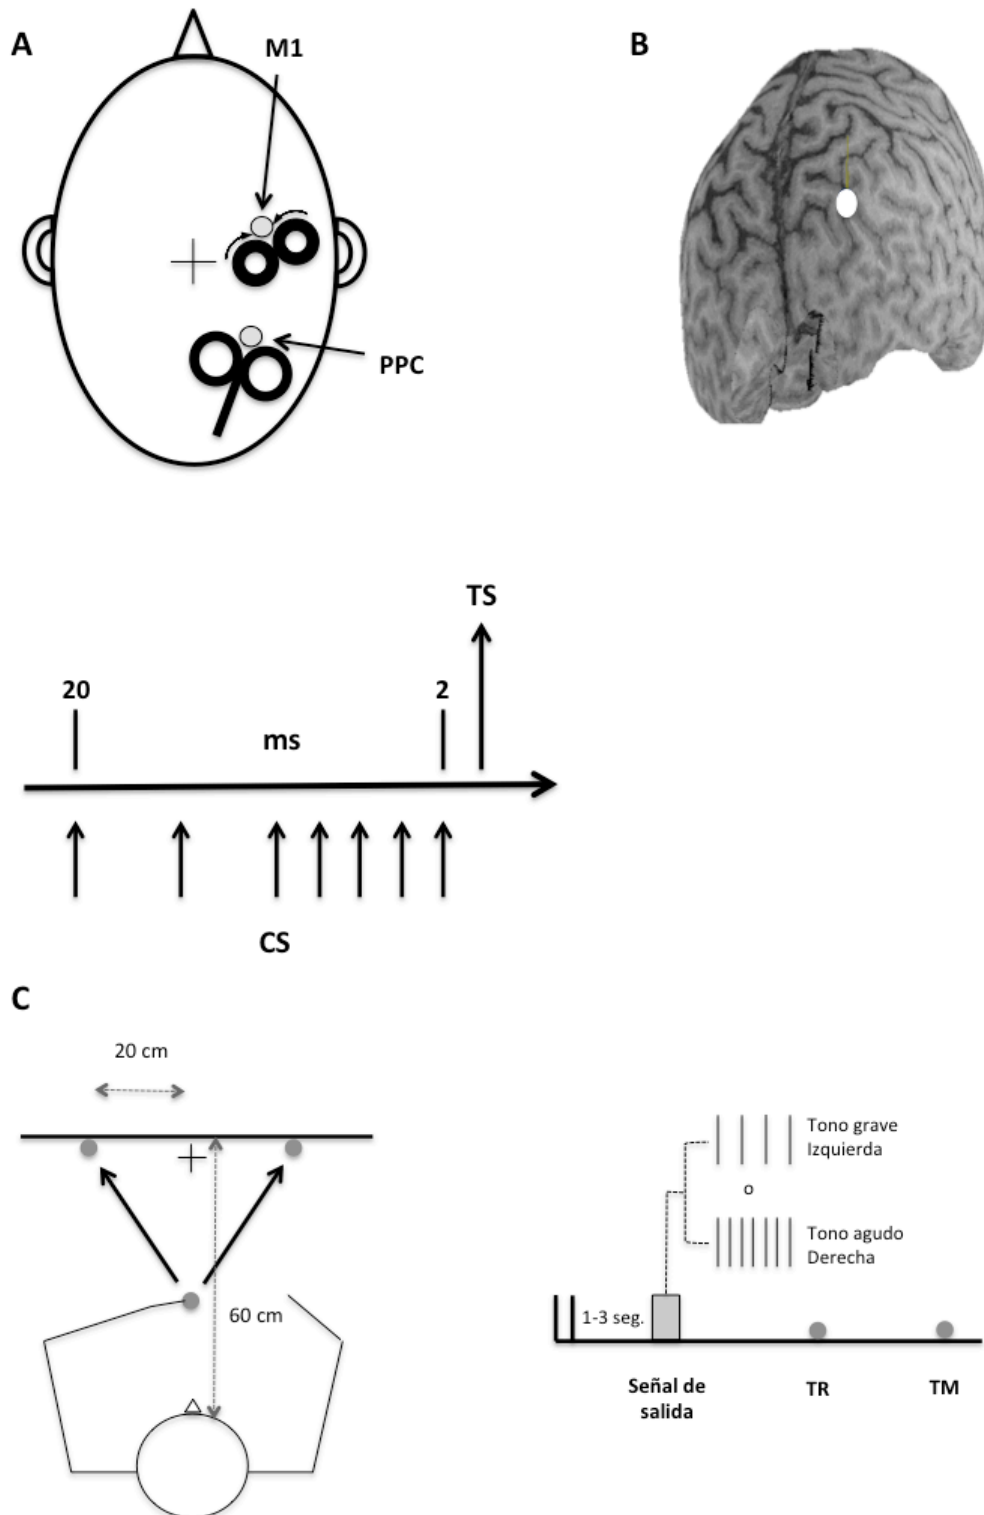 A
M1
B
PPC
TS
20
2
ms
CS
C
20 cm
60 cm
Tono grave
Izquierda
o
Tono agudo
Derecha
1-3 seg.
Señal de
salida
TR
TM